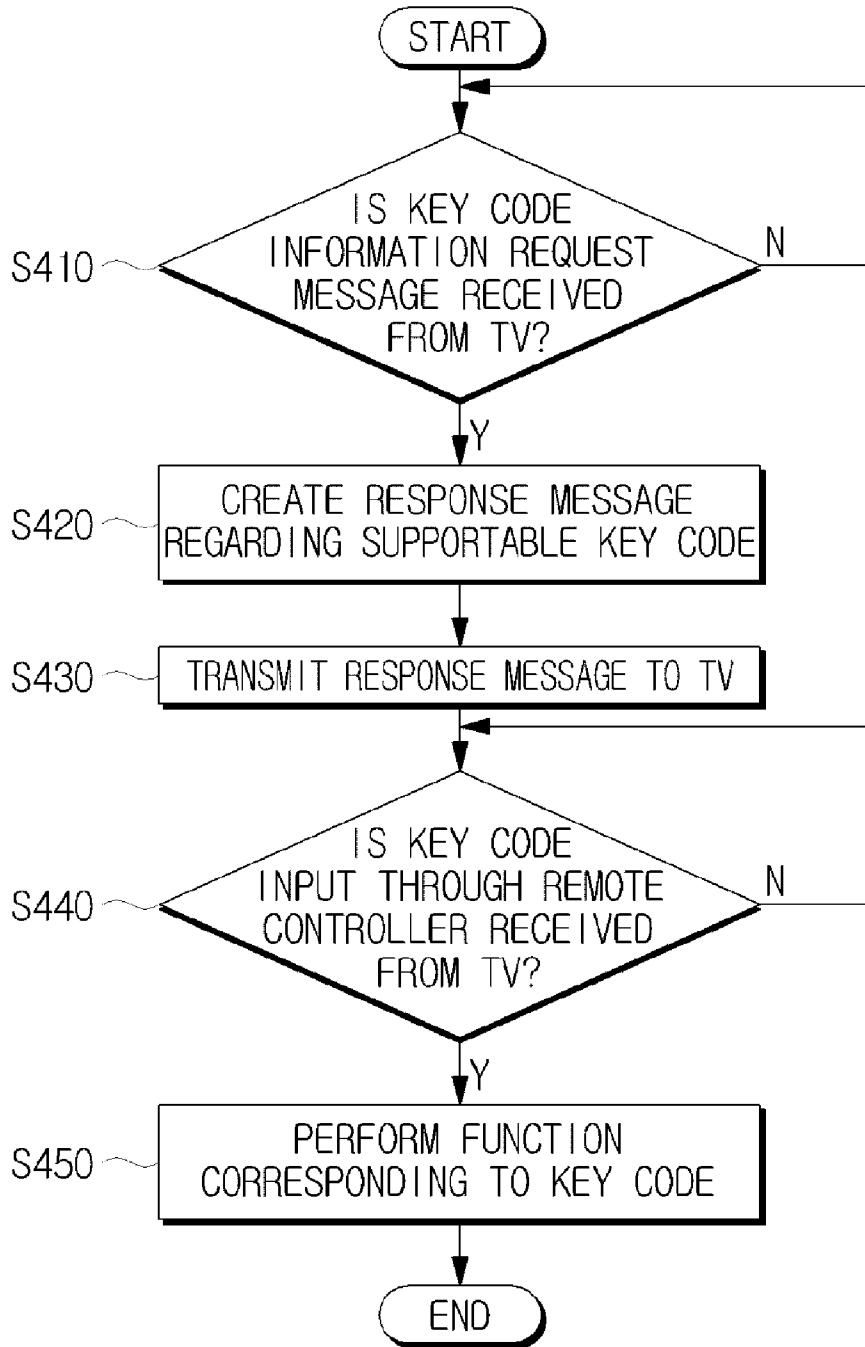 START
IS KEY CODE
INFORMATION REQUEST
MESSAGE RECEIVED
FROM TV?
N
S410
Y
CREATE RESPONSE MESSAGE
REGARDING SUPPORTABLE KEY CODE
S420
TRANSMIT RESPONSE MESSAGE TO TV
S430
IS KEY CODE
INPUT THROUGH REMOTE
CONTROLLER RECEIVED
FROM TV?
N
S440
Y
PERFORM FUNCTION
CORRESPONDING TO KEY CODE
S450
END